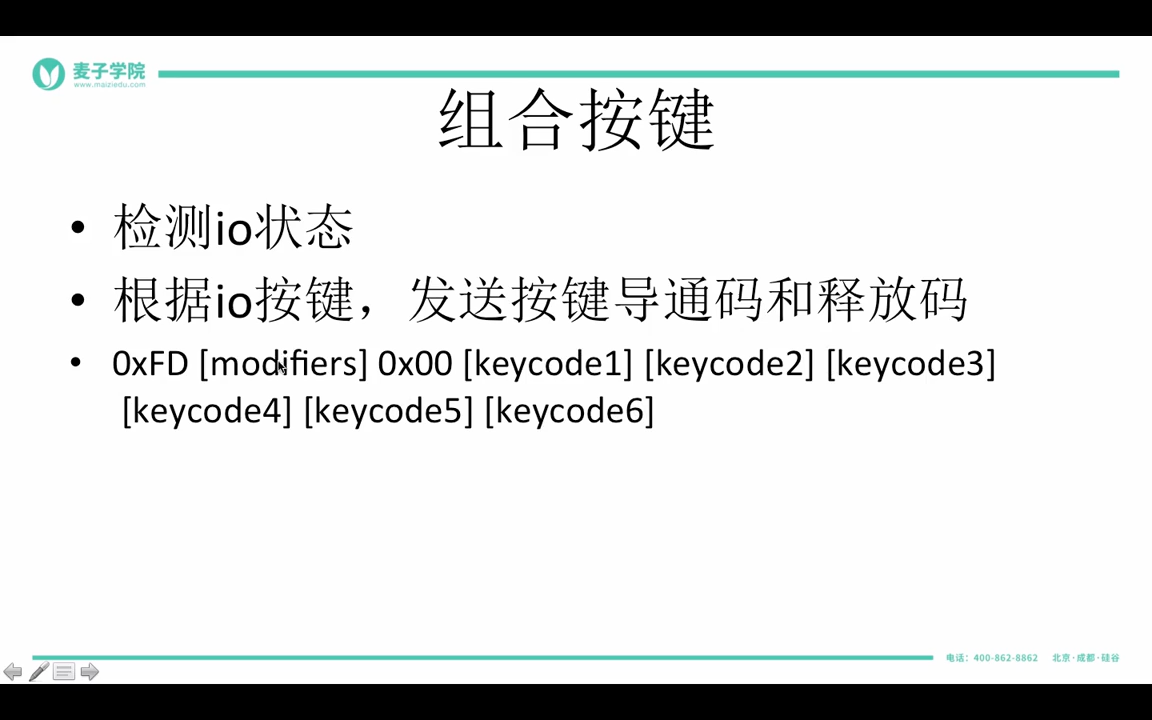 麦子学院
www.maiziedu.com
组合按键
• 检测io状态
• 根据io按键，发送按键导通码和释放码
• 0xFD [modifiers] 0x00 [keycode1] [keycode2] [keycode3]
[keycode4] [keycode5] [keycode6]
电话：400-862-8862 北京·成都·硅谷